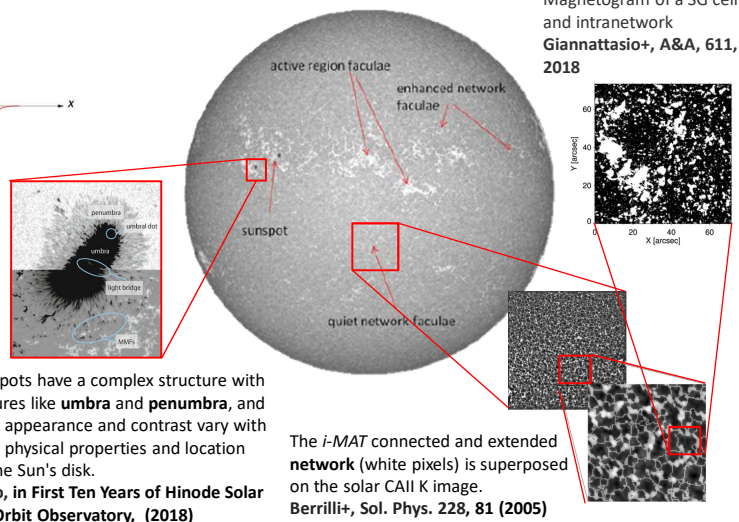 Magnetogram of a SG cell
and intranetwork
Giannattasio+, A&A, 611,
2018
x
active region faculae
enhanced network
faculae
sunspot
quiet network faculae
penumbra
umbral dot
umbra
light bridge
MMFs
60
40
20
0
Y [arcsec]
0 20 40 60
X [arcsec]
spots have a complex structure with
ures like umbra and penumbra, and
appearance and contrast vary with
physical properties and location
he Sun's disk.
o, in First Ten Years of Hinode Solar
Orbit Observatory, (2018)
The i-MAT connected and extended
network (white pixels) is superposed
on the solar CAII K image.
Berrilli+, Sol. Phys. 228, 81 (2005)